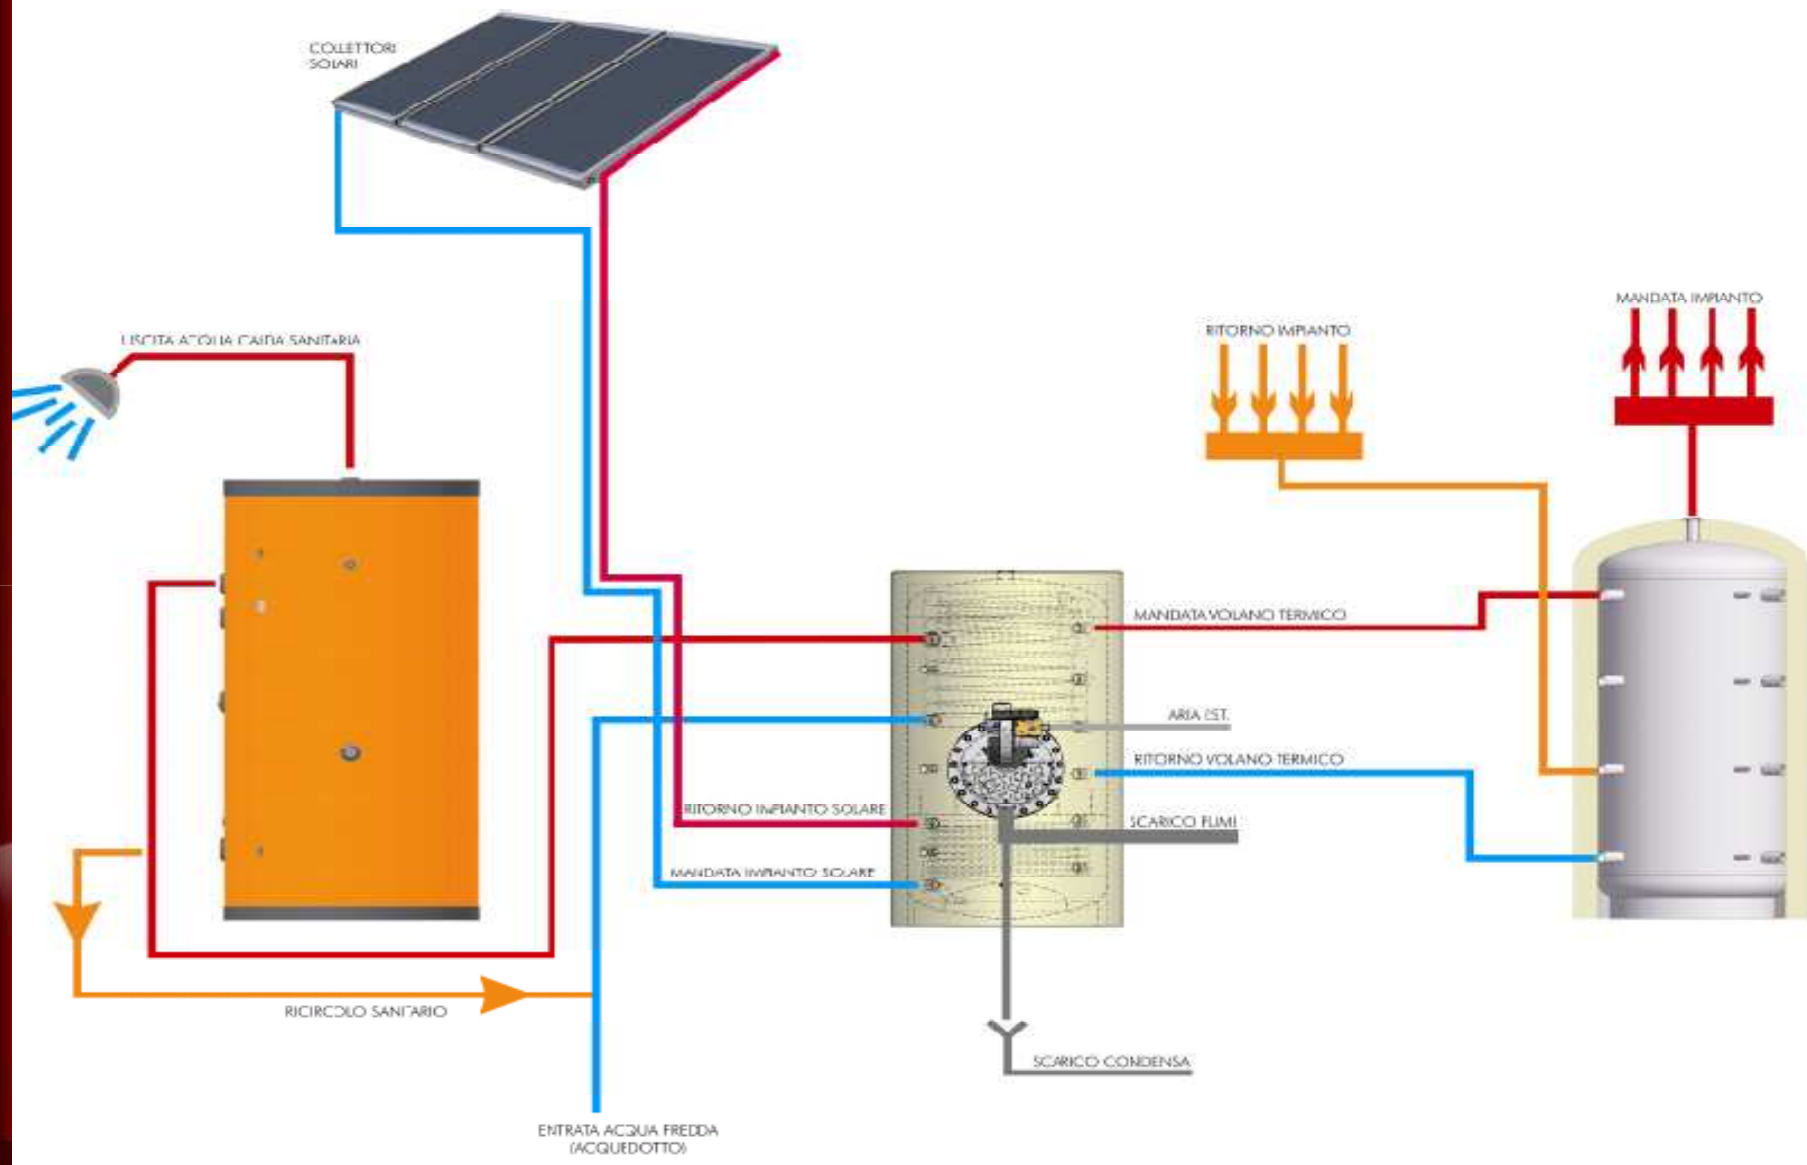 COLLETTORI
SOLARI
MANDATA IMPIANTO
RITORNO IMPIANTO
USCITA ACQUA CALDA SANITARIA
MANDATA VOLANO TERMICO
ARIA EST.
RITORNO VOLANO TERMICO
RITORNO IMPIANTO SOLARE
SCARICO FUMI
MANDATA IMPIANTO SOLARE
RICIRCOLO SANITARIO
SCARICO CONDENSA
ENTRATA ACQUA FREDDA
(ACQUEDOTTO)